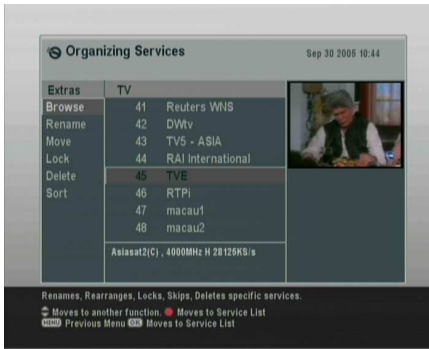 Organizing Services
Sep 30 2005 10:44
Extras
TV
Browse
41 Reuters WNS
Rename
42 DWtv
Move
43 TV5 - ASIA
Lock
44 RAI International
Delete
45 TVE
Sort
46 RTPi
47 macau1
48 macau2
Asiasat2(C) , 4000MHz H 28125KS/s
Renames, Rearranges, Locks, Skips, Deletes specific services.
Moves to another function. Moves to Service List
MENU Previous Menu OK Moves to Service List